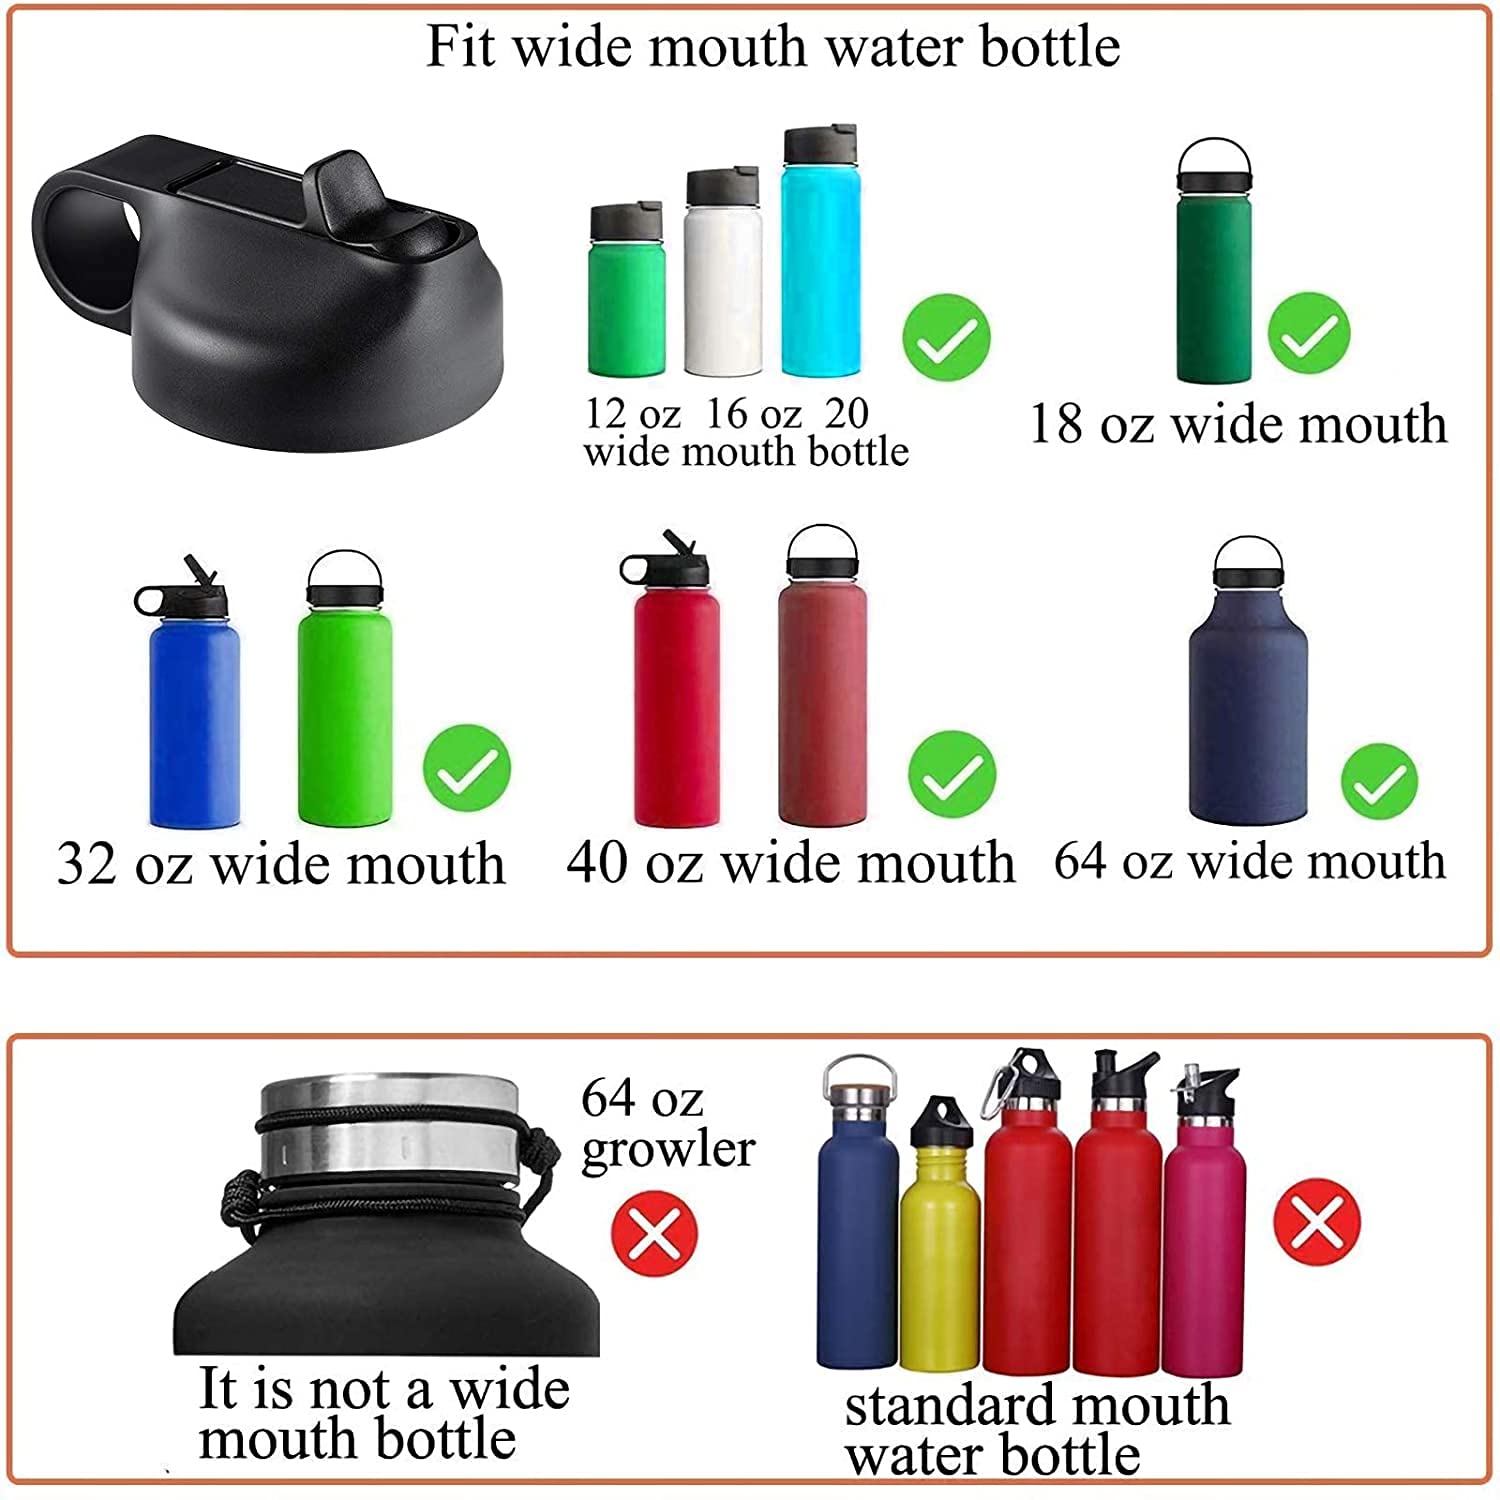 Fit wide mouth water bottle
12 oz 16 oz 20
wide mouth bottle
18 oz wide mouth
32 oz wide mouth
40 oz wide mouth
64 oz wide mouth
64 oz
growler
It is not a wide
mouth bottle
standard mouth
water bottle